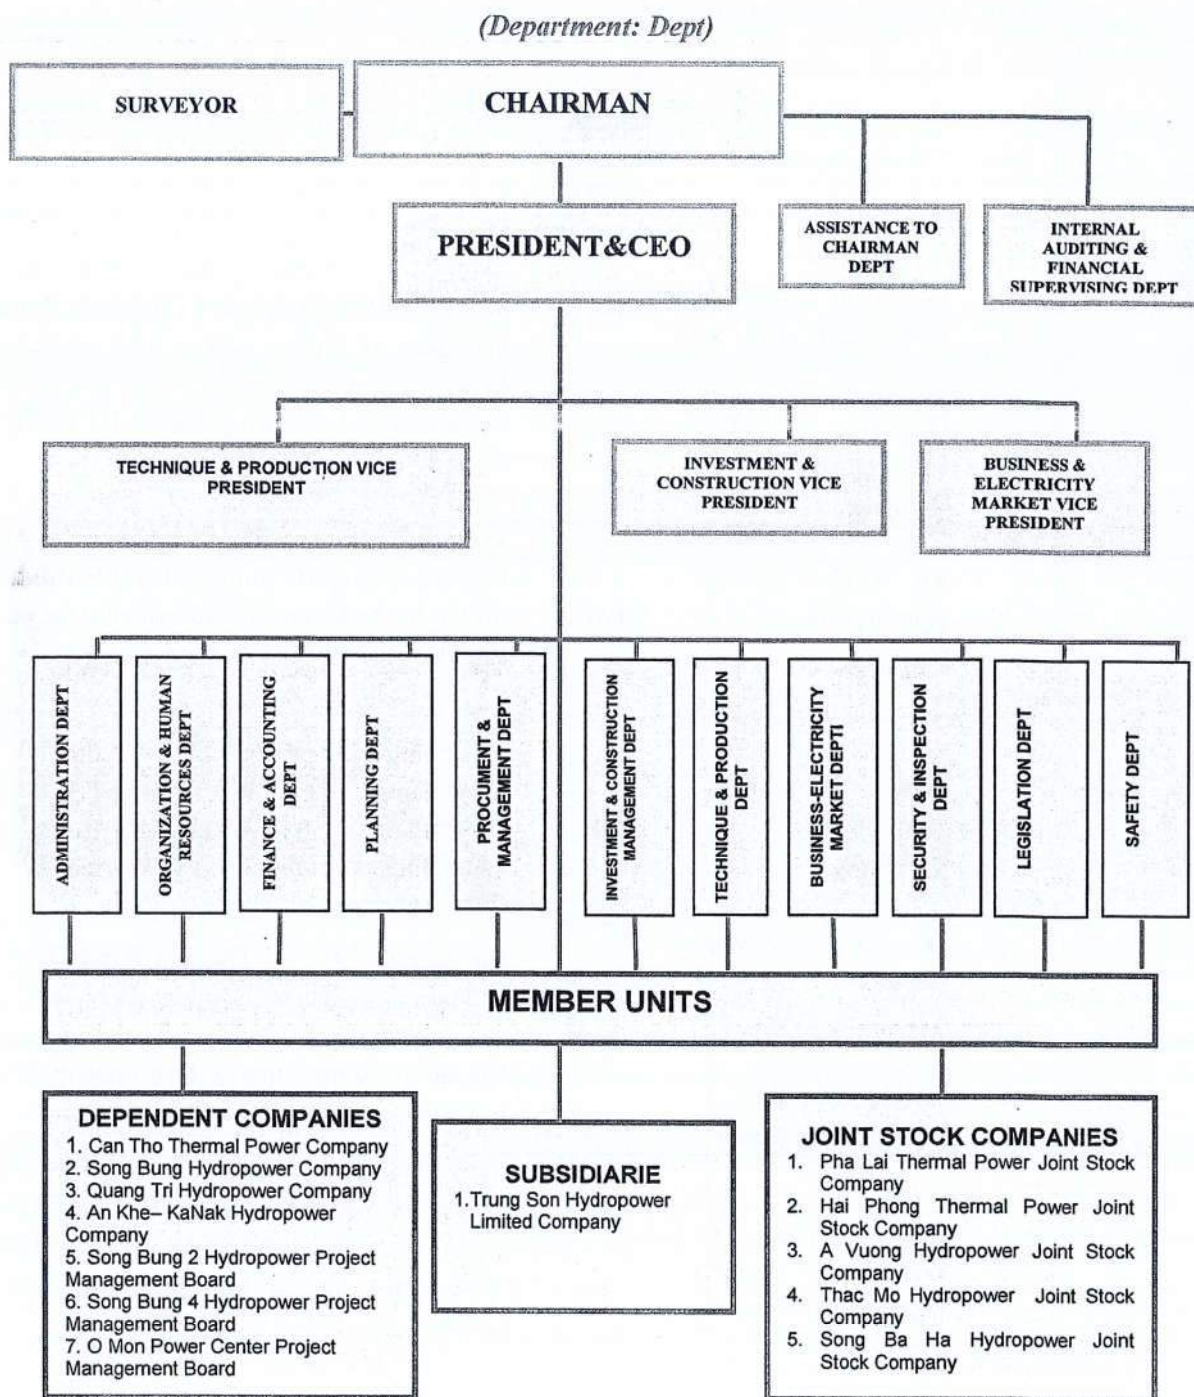 (Department: Dept)
SURVEYOR
CHAIRMAN
PRESIDENT&CEO
ASSISTANCE TO
CHAIRMAN
DEPT
INTERNAL
AUDITING &
FINANCIAL
SUPERVISING DEPT
TECHNIQUE & PRODUCTION VICE
PRESIDENT
INVESTMENT &
CONSTRUCTION VICE
PRESIDENT
BUSINESS &
ELECTRICITY
MARKET VICE
PRESIDENT
ADMINISTRATION DEPT
ORGANIZATION & HUMAN
RESOURCES DEPT
FINANCE & ACCOUNTING
DEPT
PLANNING DEPT
PROCUMENT &
MANAGEMENT DEPT
INVESTMENT & CONSTRUCTION
MANAGEMENT DEPT
TECHNIQUE & PRODUCTION
DEPT
BUSINESS-ELECTRICITY
MARKET DEPTI
SECURITY & INSPECTION
DEPT
LEGISLATION DEPT
SAFETY DEPT
MEMBER UNITS
DEPENDENT COMPANIES
1. Can Tho Thermal Power Company
2. Song Bung Hydropower Company
3. Quang Tri Hydropower Company
4. An Khe– KaNak Hydropower
Company
5. Song Bung 2 Hydropower Project
Management Board
6. Song Bung 4 Hydropower Project
Management Board
7. O Mon Power Center Project
Management Board
SUBSIDIARIE
1.Trung Son Hydropower
Limited Company
JOINT STOCK COMPANIES
1. Pha Lai Thermal Power Joint Stock
Company
2. Hai Phong Thermal Power Joint
Stock Company
3. A Vuong Hydropower Joint Stock
Company
4. Thac Mo Hydropower Joint Stock
Company
5. Song Ba Ha Hydropower Joint
Stock Company